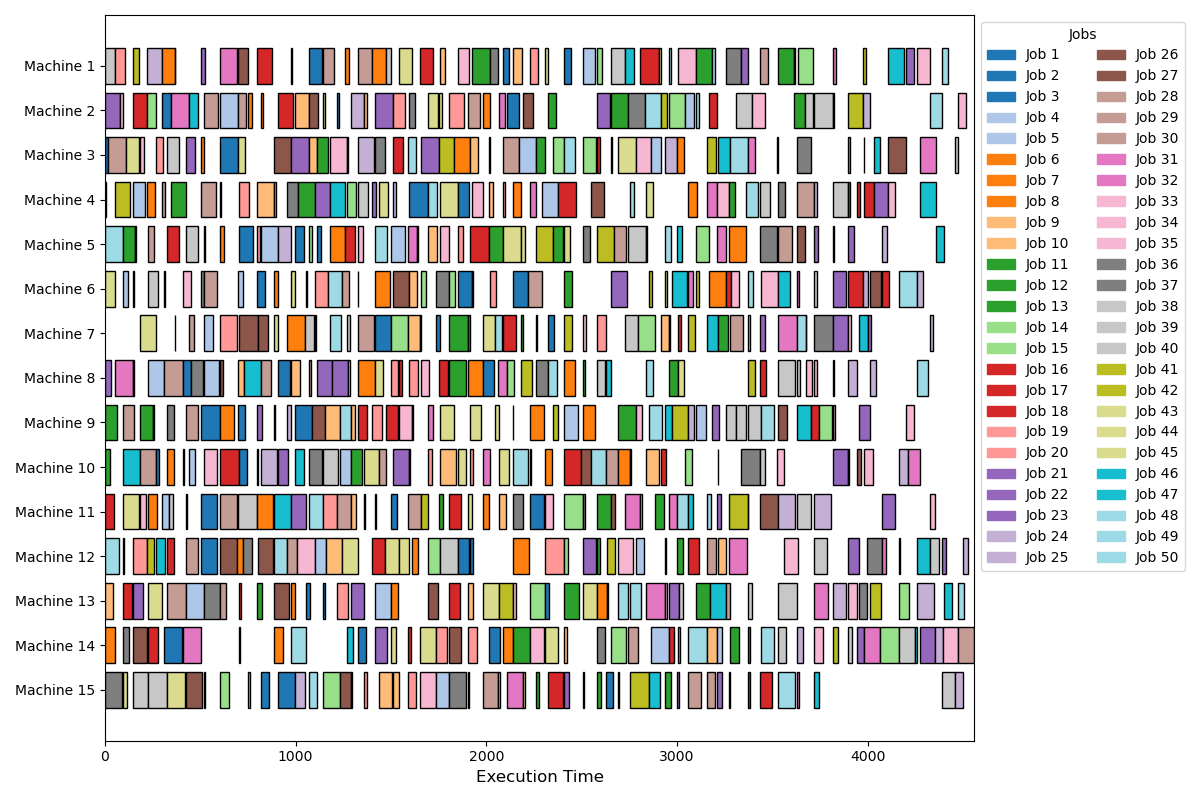 Machine 1
Machine 2
Machine 3
Machine 4
Machine 5
Machine 6
Machine 7
Machine 8
Machine 9
Machine 10
Machine 11
Machine 12
Machine 13
Machine 14
Machine 15
0 1000 2000 3000 4000
Execution Time
Jobs
Job 1
Job 2
Job 3
Job 4
Job 5
Job 6
Job 7
Job 8
Job 9
Job 10
Job 11
Job 12
Job 13
Job 14
Job 15
Job 16
Job 17
Job 18
Job 19
Job 20
Job 21
Job 22
Job 23
Job 24
Job 25
Job 26
Job 27
Job 28
Job 29
Job 30
Job 31
Job 32
Job 33
Job 34
Job 35
Job 36
Job 37
Job 38
Job 39
Job 40
Job 41
Job 42
Job 43
Job 44
Job 45
Job 46
Job 47
Job 48
Job 49
Job 50